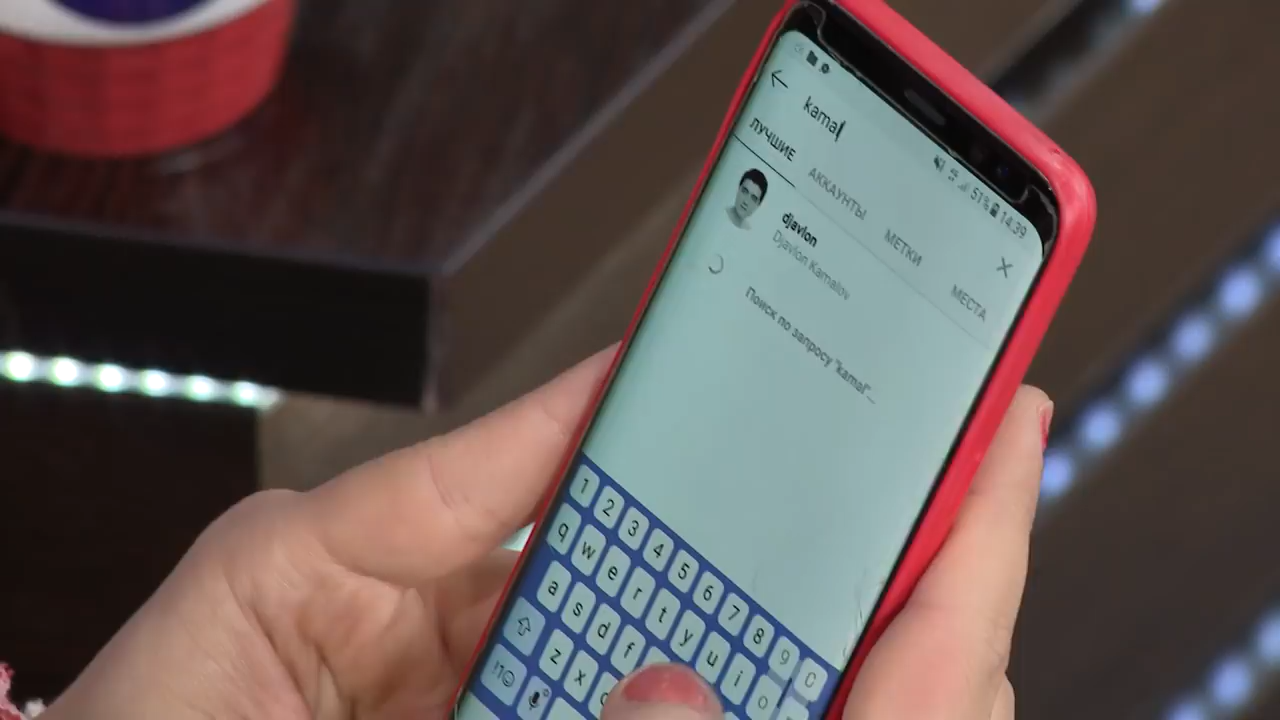 51% 14:39
kamal
ЛУЧШИЕ АККАУНТЫ МЕТКИ МЕСТА
djavlon
Djavlon Kamalov
Поиск по запросу "kamal"...
1 2 3 4 5 6 7 8 9 0
q w e r t y u i o
a s d f
z x c
!1☺